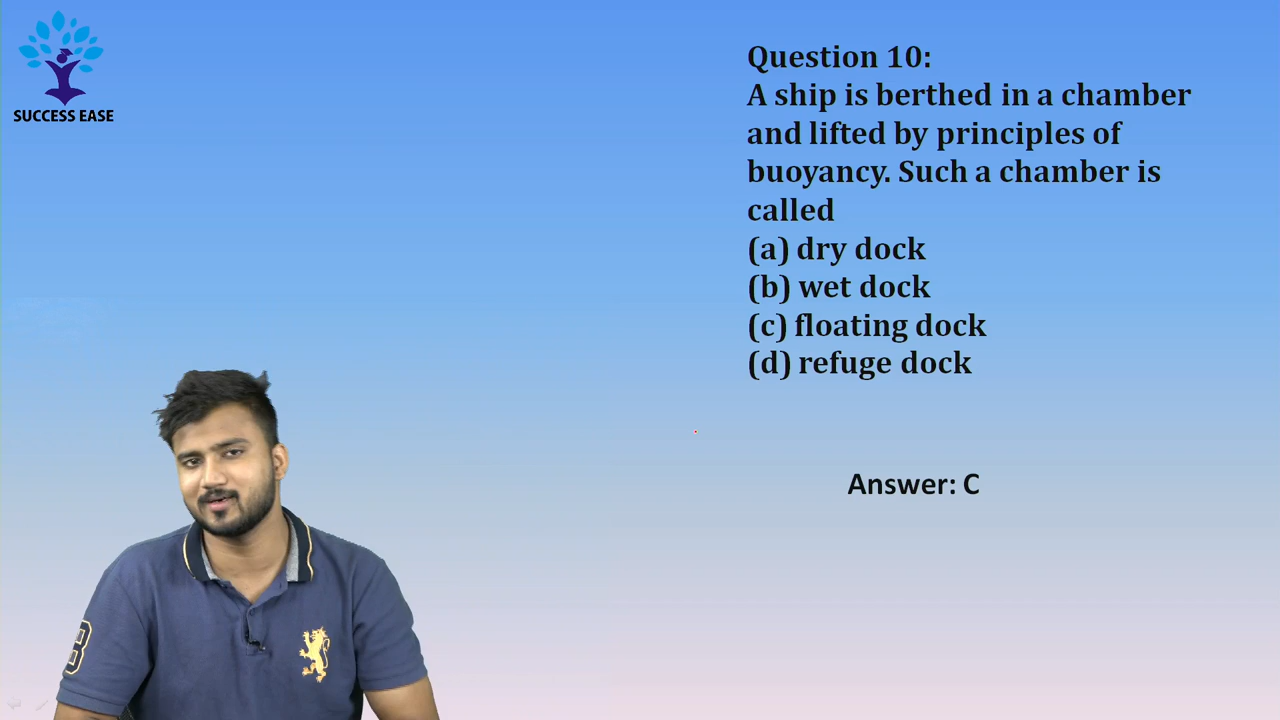 SUCCESS EASE
Question 10:
A ship is berthed in a chamber
and lifted by principles of
buoyancy. Such a chamber is
called
(a) dry dock
(b) wet dock
(c) floating dock
(d) refuge dock
Answer: C
B